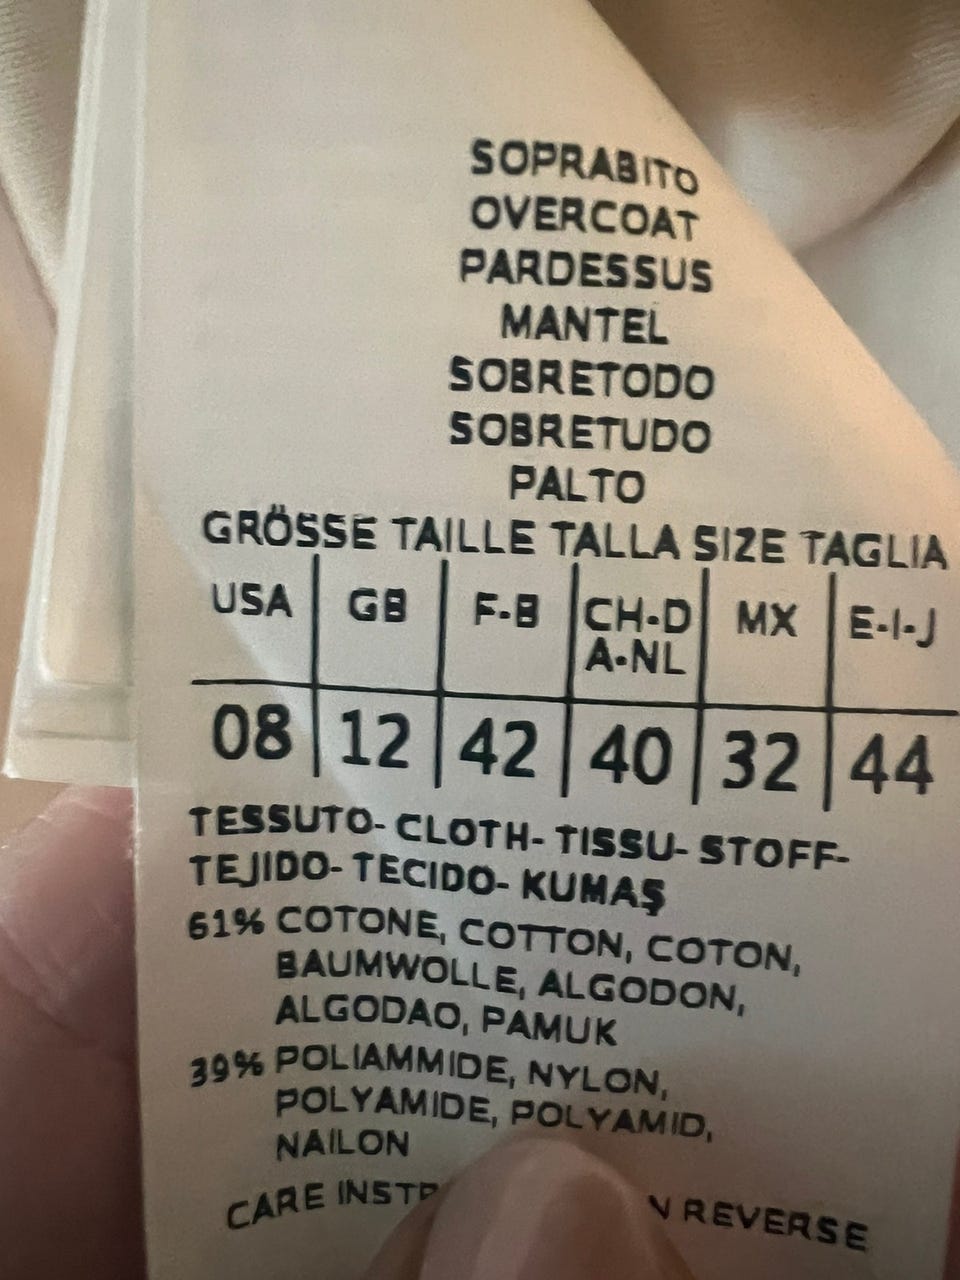 SOPRABITO
OVERCOAT
PARDESSUS
MANTEL
SOBRETODO
SOBRETUDO
PALTO
GRÖSSE TAILLE TALLA SIZE TAGLIA
USA GB F-B CH-D A-NL MX E-I-J
08 12 42 40 32 44
TESSUTO- CLOTH- TISSU- STOFF-
TEJIDO- TECIDO- KUMAŞ
61% COTONE, COTTON, COTON,
BAUMWOLLE, ALGODON,
ALGODAO, PAMUK
39% POLIAMMIDE, NYLON,
POLYAMIDE, POLYAMID,
NAILON
CARE REVERSE